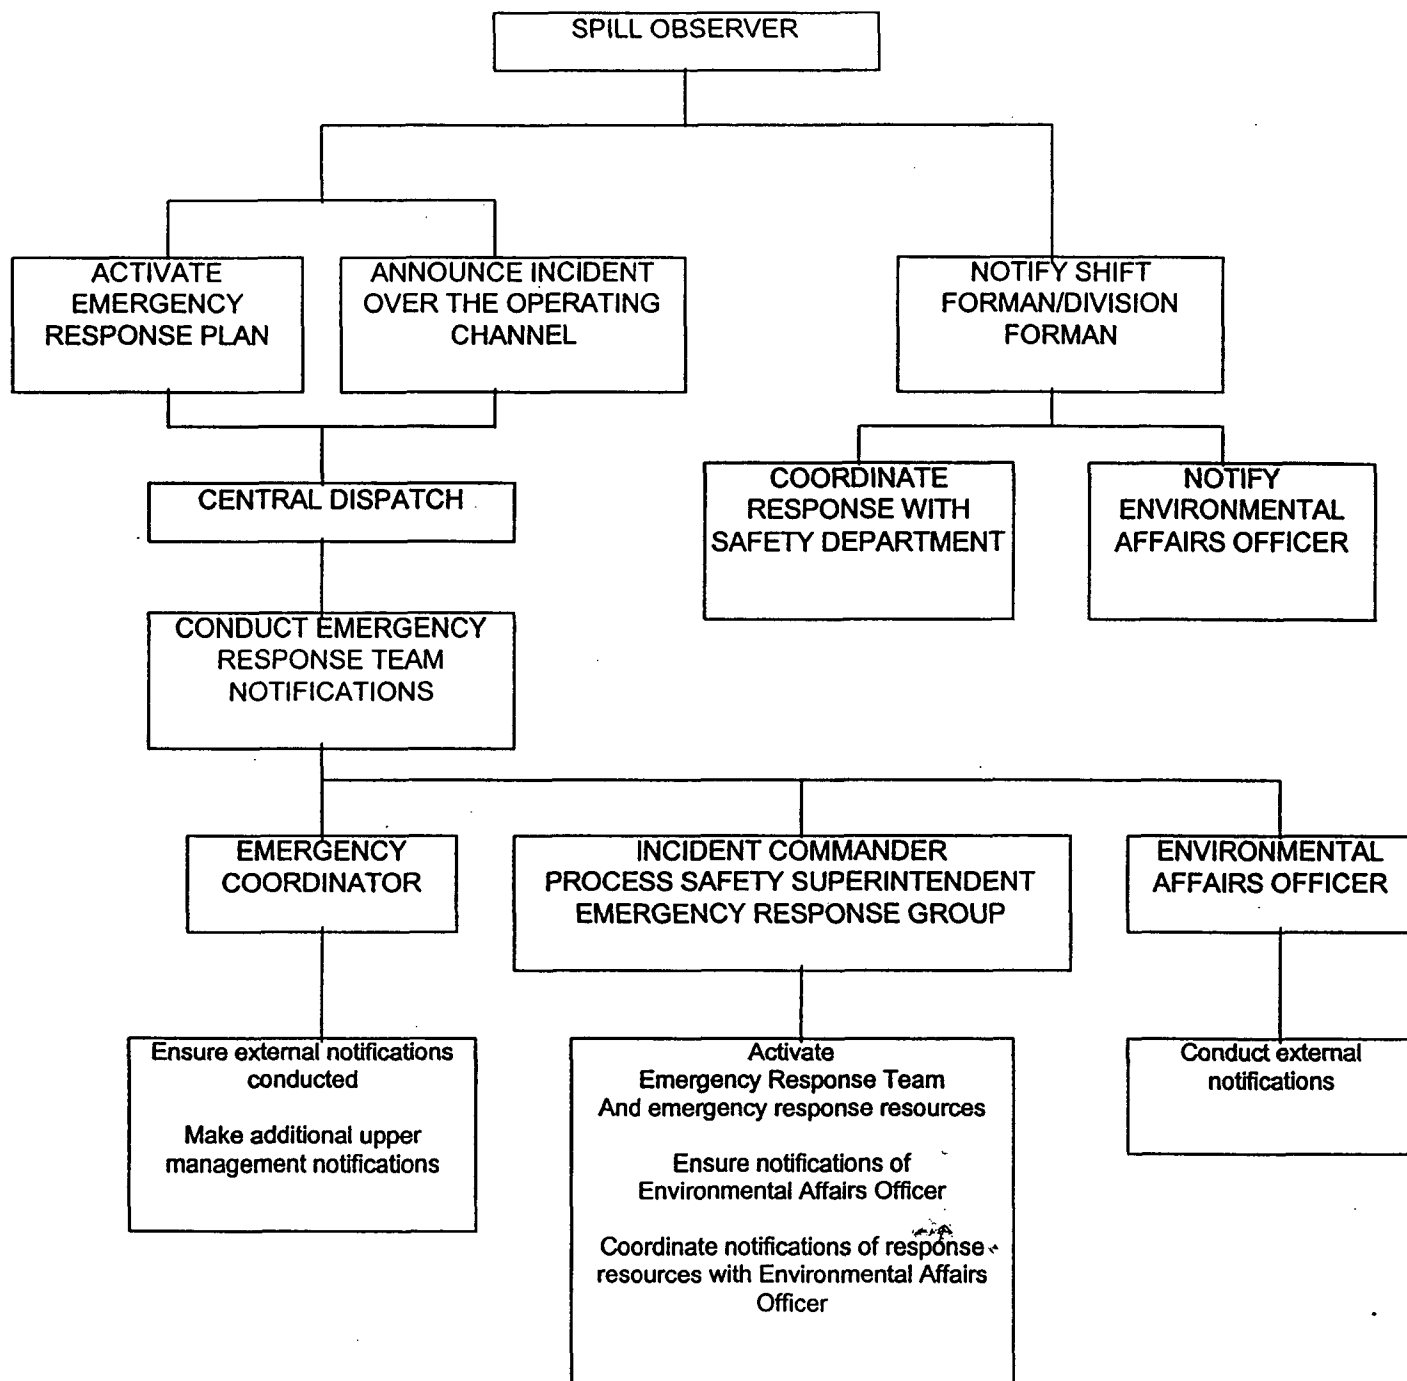 SPILL OBSERVER
ACTIVATE
EMERGENCY
RESPONSE PLAN
ANNOUNCE INCIDENT
OVER THE OPERATING
CHANNEL
NOTIFY SHIFT
FORMAN/DIVISION
FORMAN
CENTRAL DISPATCH
COORDINATE
RESPONSE WITH
SAFETY DEPARTMENT
NOTIFY
ENVIRONMENTAL
AFFAIRS OFFICER
CONDUCT EMERGENCY
RESPONSE TEAM
NOTIFICATIONS
EMERGENCY
COORDINATOR
INCIDENT COMMANDER
PROCESS SAFETY SUPERINTENDENT
EMERGENCY RESPONSE GROUP
ENVIRONMENTAL
AFFAIRS OFFICER
Ensure external notifications
conducted
Make additional upper
management notifications
Activate
Emergency Response Team
And emergency response resources
Ensure notifications of
Environmental Affairs Officer
Coordinate notifications of response
resources with Environmental Affairs
Officer
Conduct external
notifications